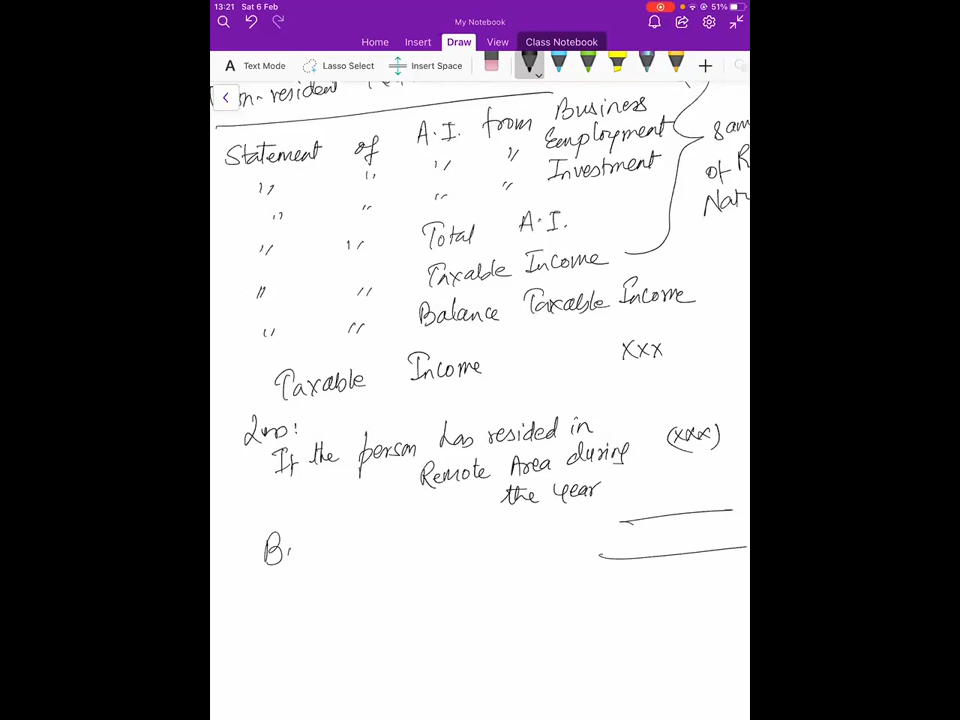 13:21 Sat 6 Feb
51%
My Notebook
Home Insert Draw View Class Notebook
Text Mode Lasso Select Insert Space
on-resident
Statement of A.I. from Business
" " " " Employment
" " " " Investment
" " Total A.I.
" " Taxable Income
" " Balance Taxable Income
Taxable Income xxx
If the person has resided in (xxx)
Remote Area during
the year
B.